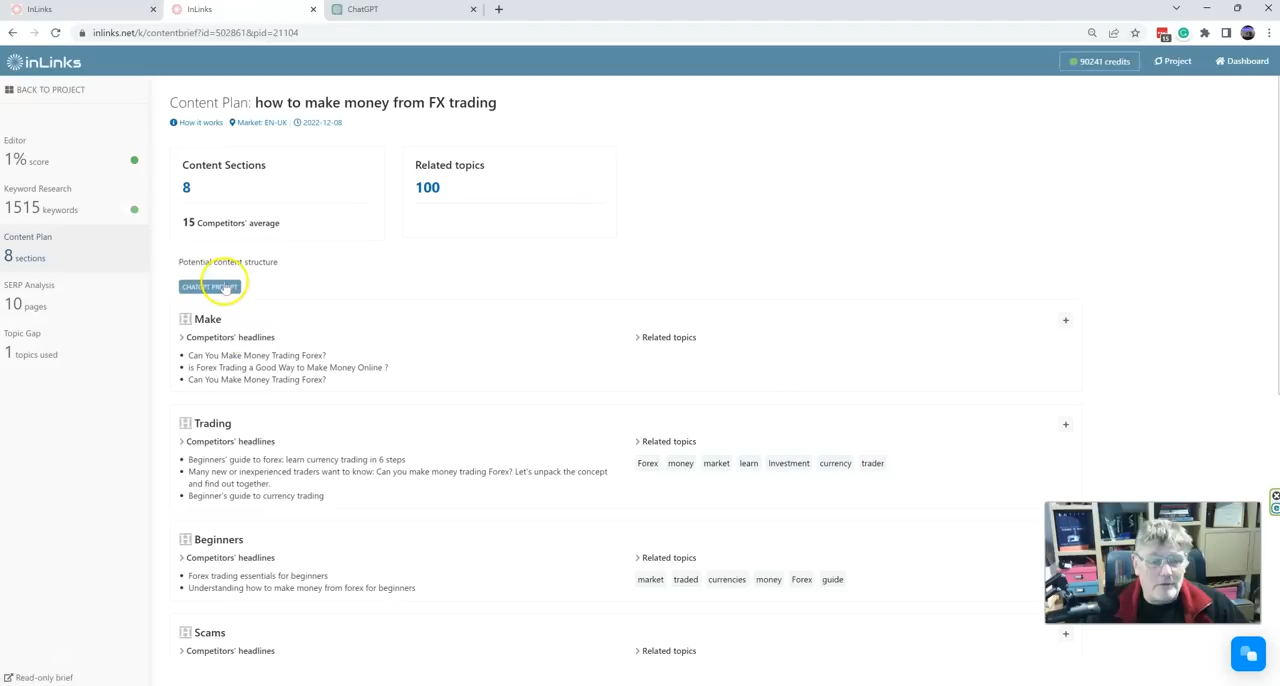 InLinks
InLinks
ChatGPT
inlinks.net/k/contentbrief?id=502861&pid=21104
15
inLinks
90241 credits
Project
Dashboard
BACK TO PROJECT
Editor
1% score
Keyword Research
1515 keywords
Content Plan
8 sections
SERP Analysis
10 pages
Topic Gap
1 topics used
Read-only brief
Content Plan: how to make money from FX trading
How it works Market: EN-UK 2022-12-08
Content Sections
8
15 Competitors' average
Related topics
100
Potential content structure
CHATGPT PROMPT
Make
Competitors' headlines
Related topics
Can You Make Money Trading Forex?
is Forex Trading a Good Way to Make Money Online ?
Can You Make Money Trading Forex?
Trading
Competitors' headlines
Related topics
Beginners' guide to forex: learn currency trading in 6 steps
Many new or inexperienced traders want to know: Can you make money trading Forex? Let's unpack the concept
and find out together.
Beginner's guide to currency trading
Forex money market learn Investment currency trader
Beginners
Competitors' headlines
Related topics
Forex trading essentials for beginners
Understanding how to make money from forex for beginners
market traded currencies money Forex guide
Scams
Competitors' headlines
Related topics